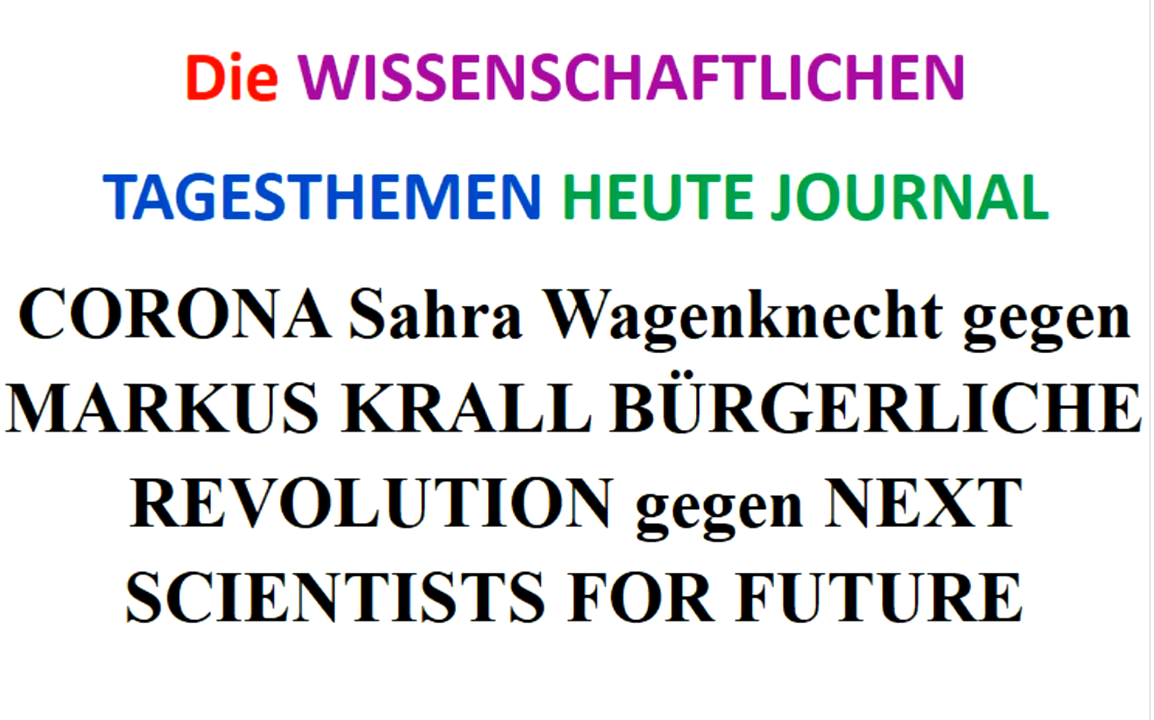 Die WISSENSCHAFTLICHEN
TAGESTHEMEN HEUTE JOURNAL
CORONA Sahra Wagenknecht gegen
MARKUS KRALL BÜRGERLICHE
REVOLUTION gegen NEXT
SCIENTISTS FOR FUTURE